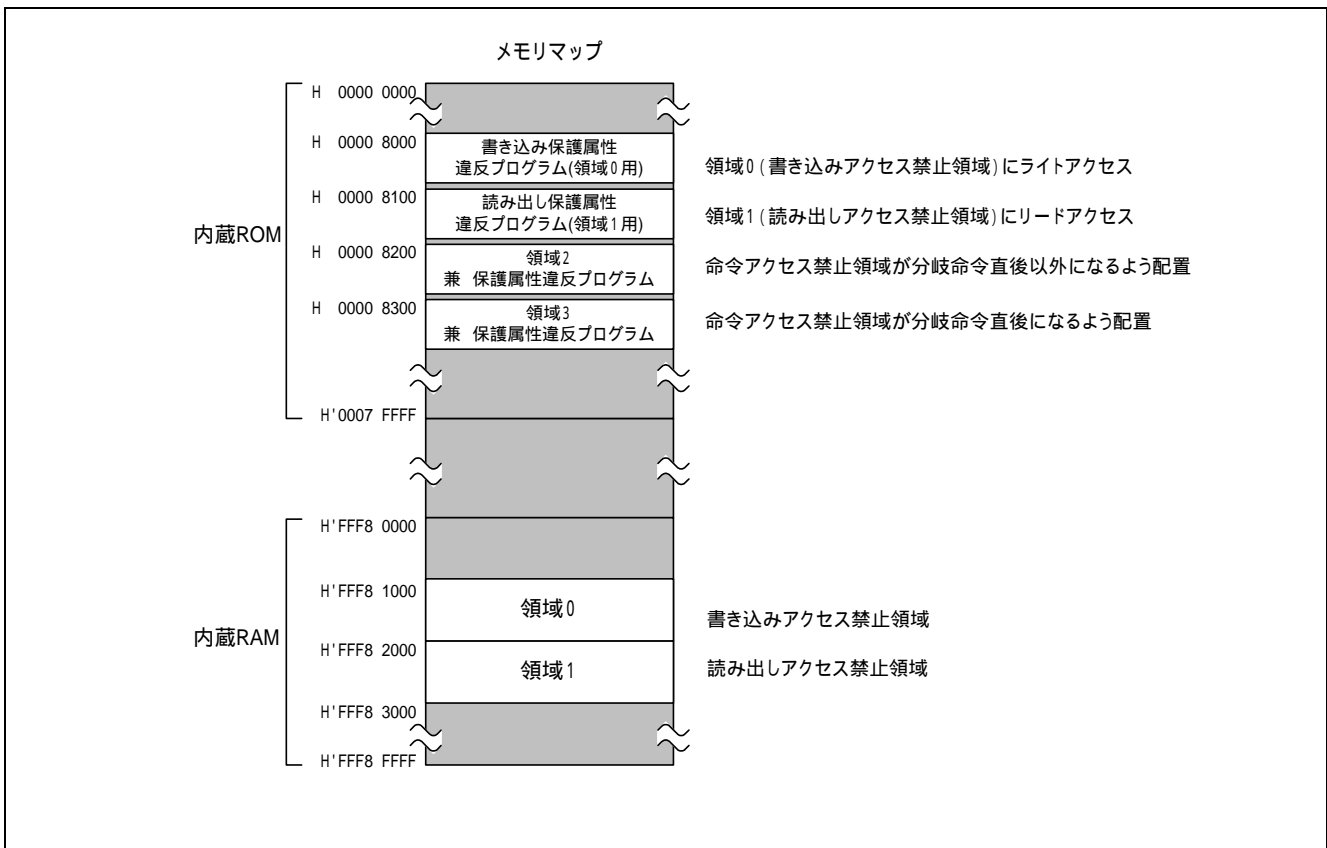 メモリマップ
H 0000 0000
H 0000 8000
書き込み保護属性
違反プログラム(領域0用)
領域0(書き込みアクセス禁止領域)にライトアクセス
H 0000 8100
読み出し保護属性
違反プログラム(領域1用)
領域1(読み出しアクセス禁止領域)にリードアクセス
内蔵ROM
H 0000 8200
領域2
兼 保護属性違反プログラム
命令アクセス禁止領域が分岐命令直後以外になるよう配置
H 0000 8300
領域3
兼 保護属性違反プログラム
命令アクセス禁止領域が分岐命令直後になるよう配置
H'0007 FFFF
H'FFF8 0000
H'FFF8 1000
領域0
書き込みアクセス禁止領域
内蔵RAM
H'FFF8 2000
領域1
読み出しアクセス禁止領域
H'FFF8 3000
H'FFF8 FFFF